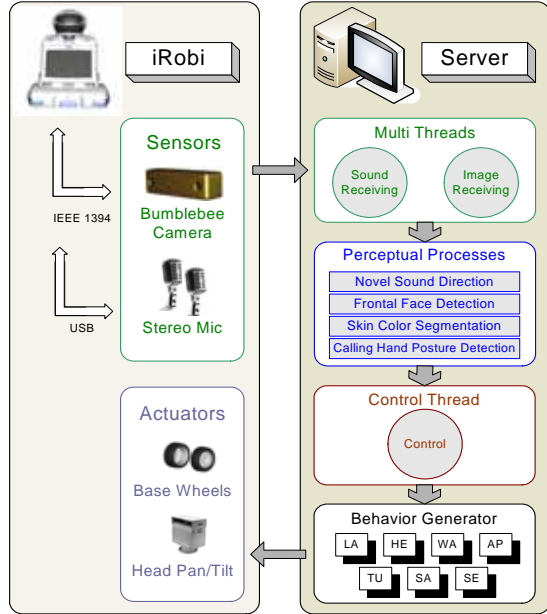 iRobi
IEEE 1394
USB
Sensors
Bumblebee
Camera
Stereo Mic
Actuators
Base Wheels
Head Pan/Tilt
Server
Multi Threads
Sound
Receiving
Image
Receiving
Perceptual Processes
Novel Sound Direction
Frontal Face Detection
Skin Color Segmentation
Calling Hand Posture Detection
Control Thread
Control
Behavior Generator
LA HE WA AP
TU SA SE